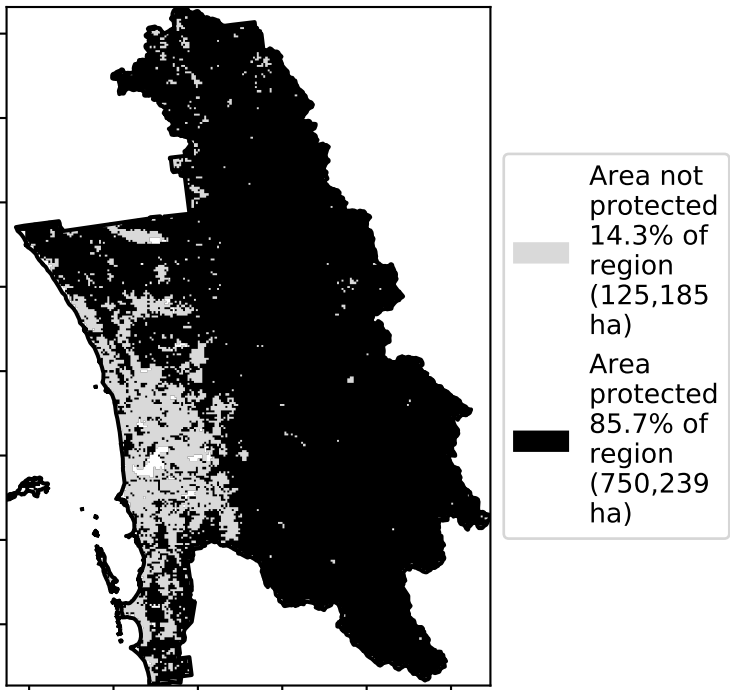 Area not
protected
14.3% of
region
(125,185
ha)
Area
protected
85.7% of
region
(750,239
ha)